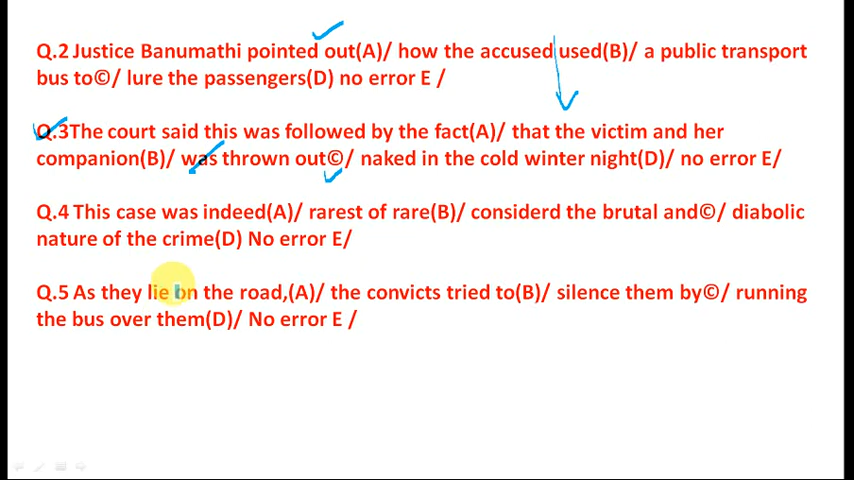 Q.2 Justice Banumathi pointed out(A)/ how the accused used(B)/ a public transport
bus to©/ lure the passengers(D) no error E /
Q.3The court said this was followed by the fact(A)/ that the victim and her
companion(B)/ was thrown out©/ naked in the cold winter night(D)/ no error E/
Q.4 This case was indeed(A)/ rarest of rare(B)/ considerd the brutal and©/ diabolic
nature of the crime(D) No error E/
Q.5 As they lie on the road,(A)/ the convicts tried to(B)/ silence them by©/ running
the bus over them(D)/ No error E /